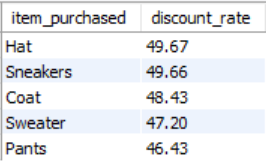 item_purchased discount_rate
Hat 49.67
Sneakers 49.66
Coat 48.43
Sweater 47.20
Pants 46.43